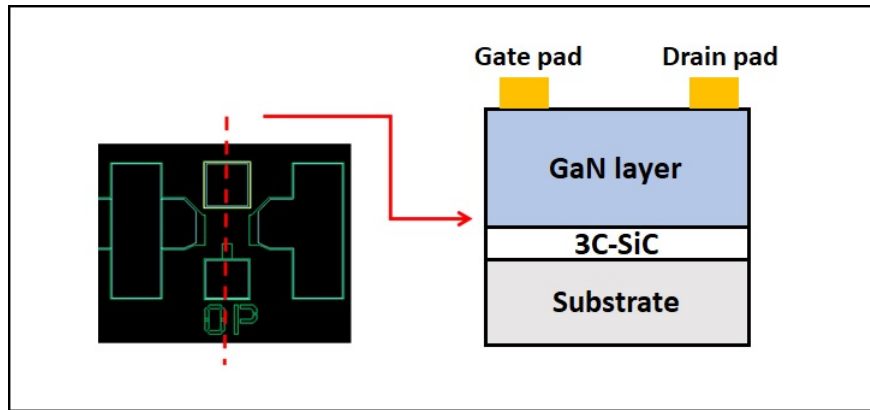 Gate pad
Drain pad
GaN layer
3C-SiC
Substrate
OP